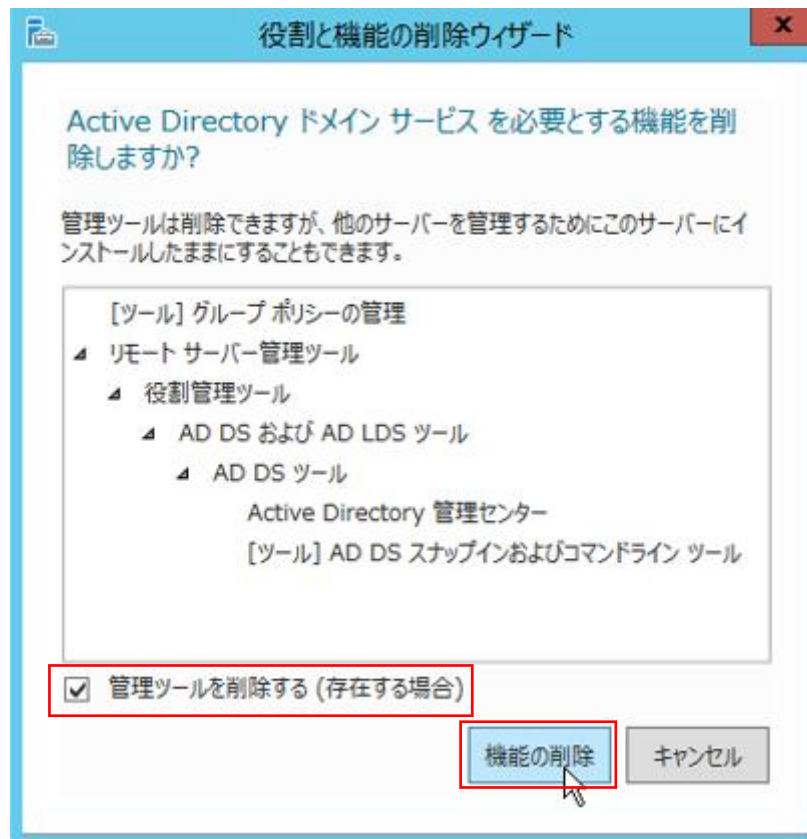 役割と機能の削除ウィザード
x
Active Directory ドメイン サービス を必要とする機能を削
除しますか?
管理ツールは削除できますが、他のサーバーを管理するためにこのサーバーにイ
ンストールしたままにすることもできます。
[ツール] グループ ポリシーの管理
リモート サーバー管理ツール
役割管理ツール
AD DS および AD LDS ツール
AD DS ツール
Active Directory 管理センター
[ツール] AD DS スナップインおよびコマンドライン ツール
管理ツールを削除する (存在する場合)
機能の削除
キャンセル